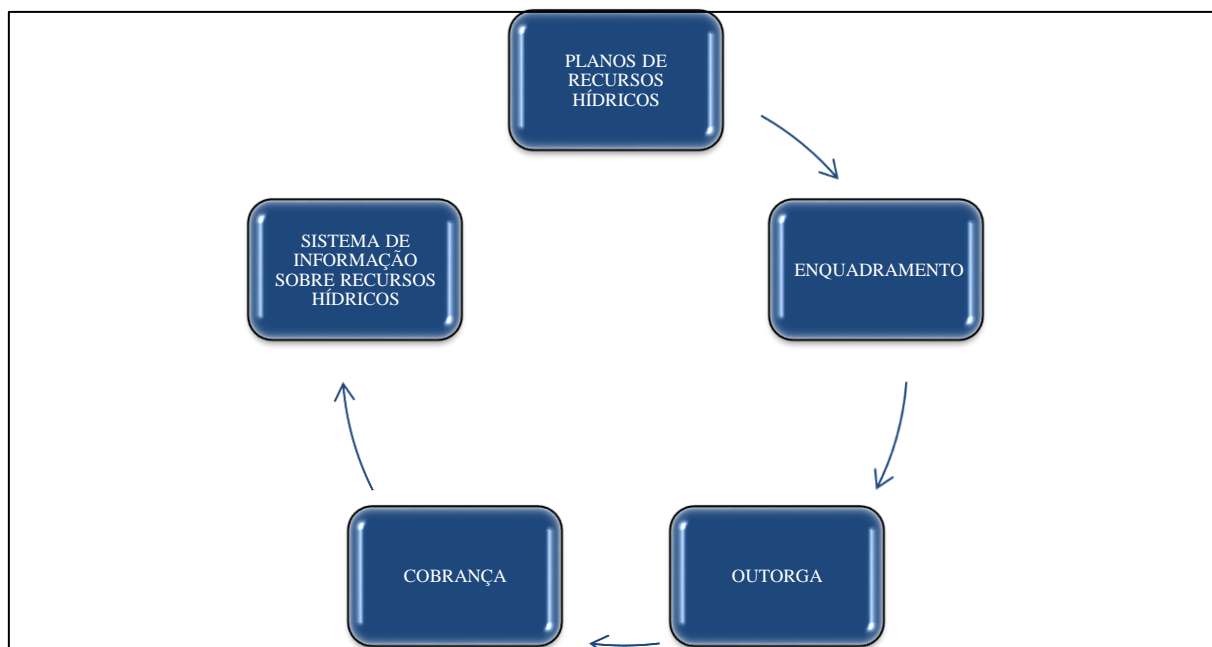 PLANOS DE
RECURSOS
HÍDRICOS
ENQUADRAMENTO
OUTORGA
COBRANÇA
SISTEMA DE
INFORMAÇÃO
SOBRE RECURSOS
HÍDRICOS